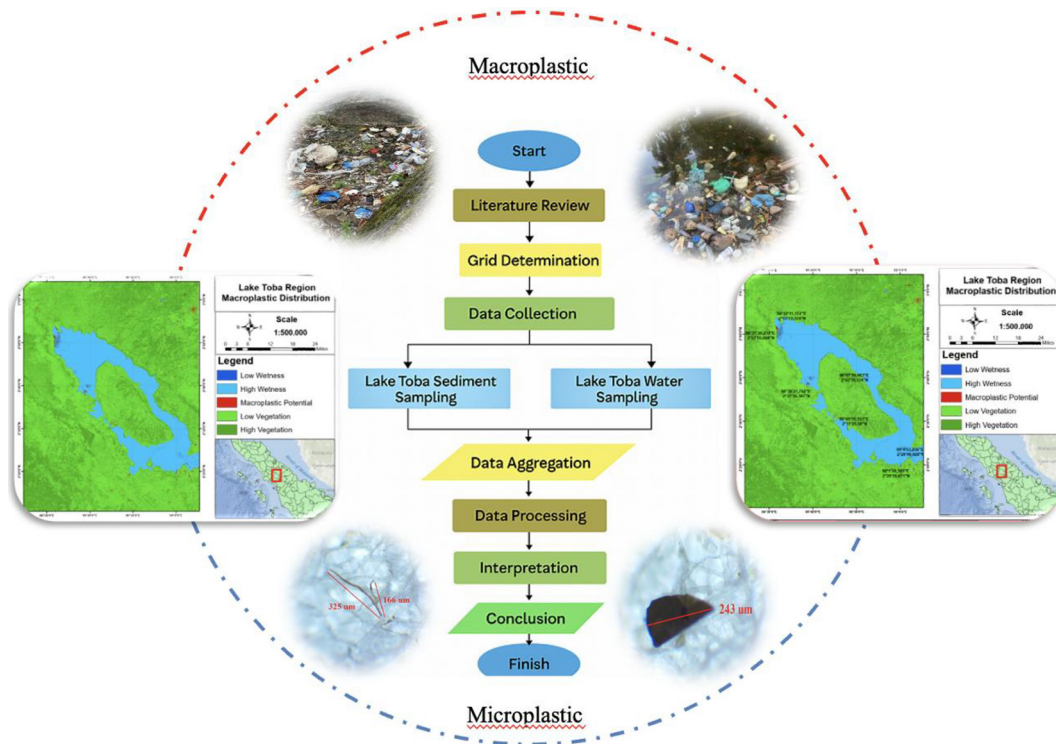 Macroplastic
Start
Literature Review
Grid Determination
Data Collection
Lake Toba Sediment
Sampling
Lake Toba Water
Sampling
Data Aggregation
Data Processing
Interpretation
Conclusion
Finish
325 um
166 um
243 um
Microplastic
Lake Toba Region
Macroplastic Distribution
Scale
1:500.000
Legend
Low Wetness
High Wetness
Macroplastic Potential
Low Vegetation
High Vegetation
Lake Toba Region
Macroplastic Distribution
Scale
1:500.000
Legend
Low Wetness
High Wetness
Macroplastic Potential
Low Vegetation
High Vegetation